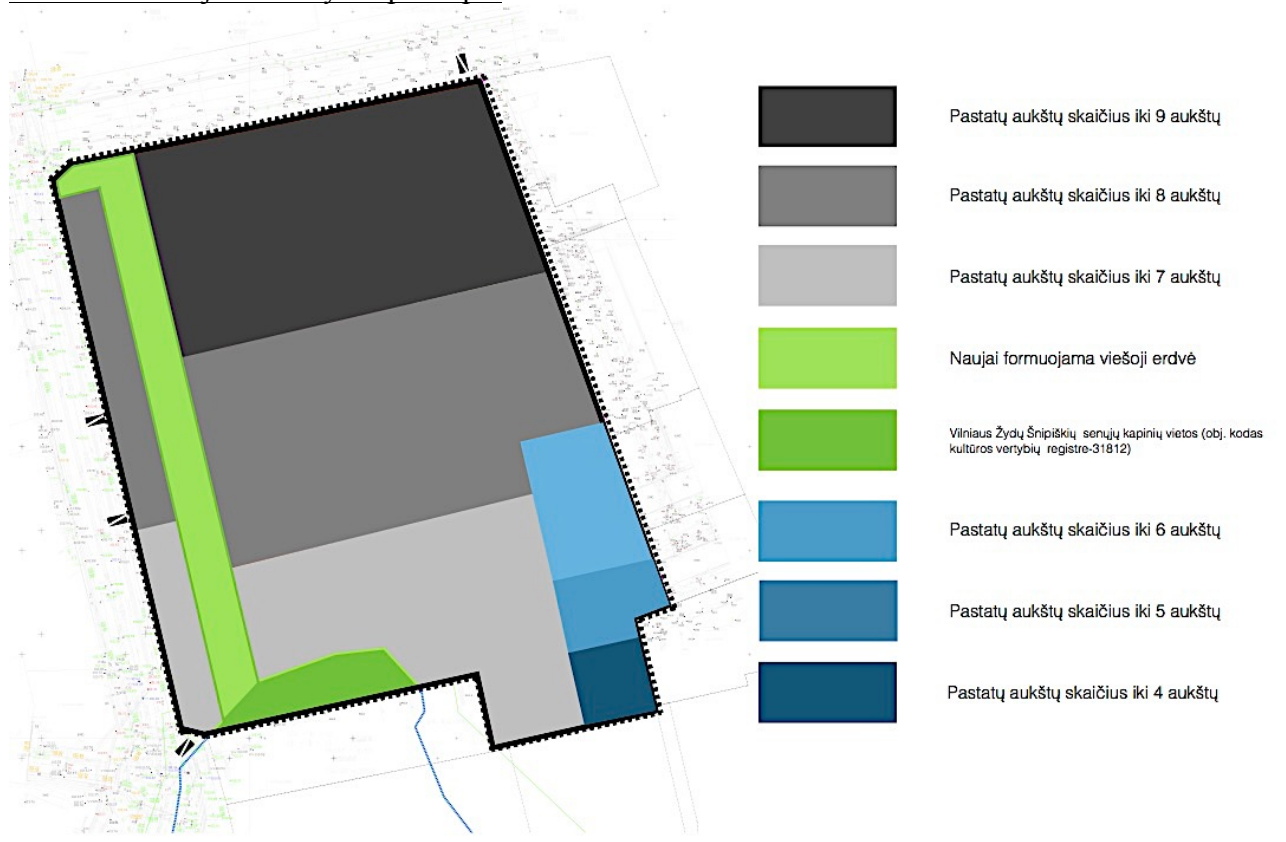 Pastatų aukštų skaičius iki 9 aukštų
Pastatų aukštų skaičius iki 8 aukštų
Pastatų aukštų skaičius iki 7 aukštų
Naujai formuojama viešoji erdvė
Vilniaus Žydų Šnipiškių senųjų kapinių vietos (obj. kodas
kultūros vertybių registre-31812)
Pastatų aukštų skaičius iki 6 aukštų
Pastatų aukštų skaičius iki 5 aukštų
Pastatų aukštų skaičius iki 4 aukštų